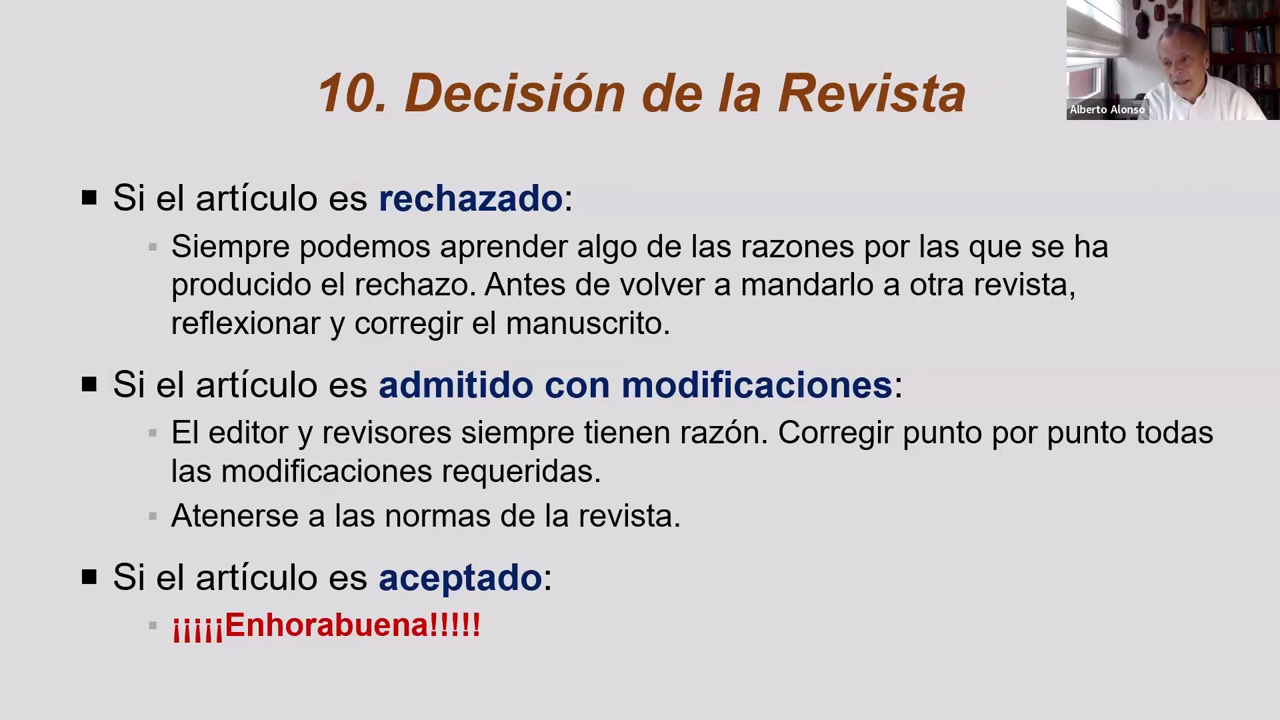 10. Decisión de la Revista
Alberto Alonso
■ Si el artículo es rechazado:
▪ Siempre podemos aprender algo de las razones por las que se ha
producido el rechazo. Antes de volver a mandarlo a otra revista,
reflexionar y corregir el manuscrito.
■ Si el artículo es admitido con modificaciones:
▪ El editor y revisores siempre tienen razón. Corregir punto por punto todas
las modificaciones requeridas.
▪ Atenerse a las normas de la revista.
■ Si el artículo es aceptado:
▪ ¡¡¡¡¡Enhorabuena!!!!!